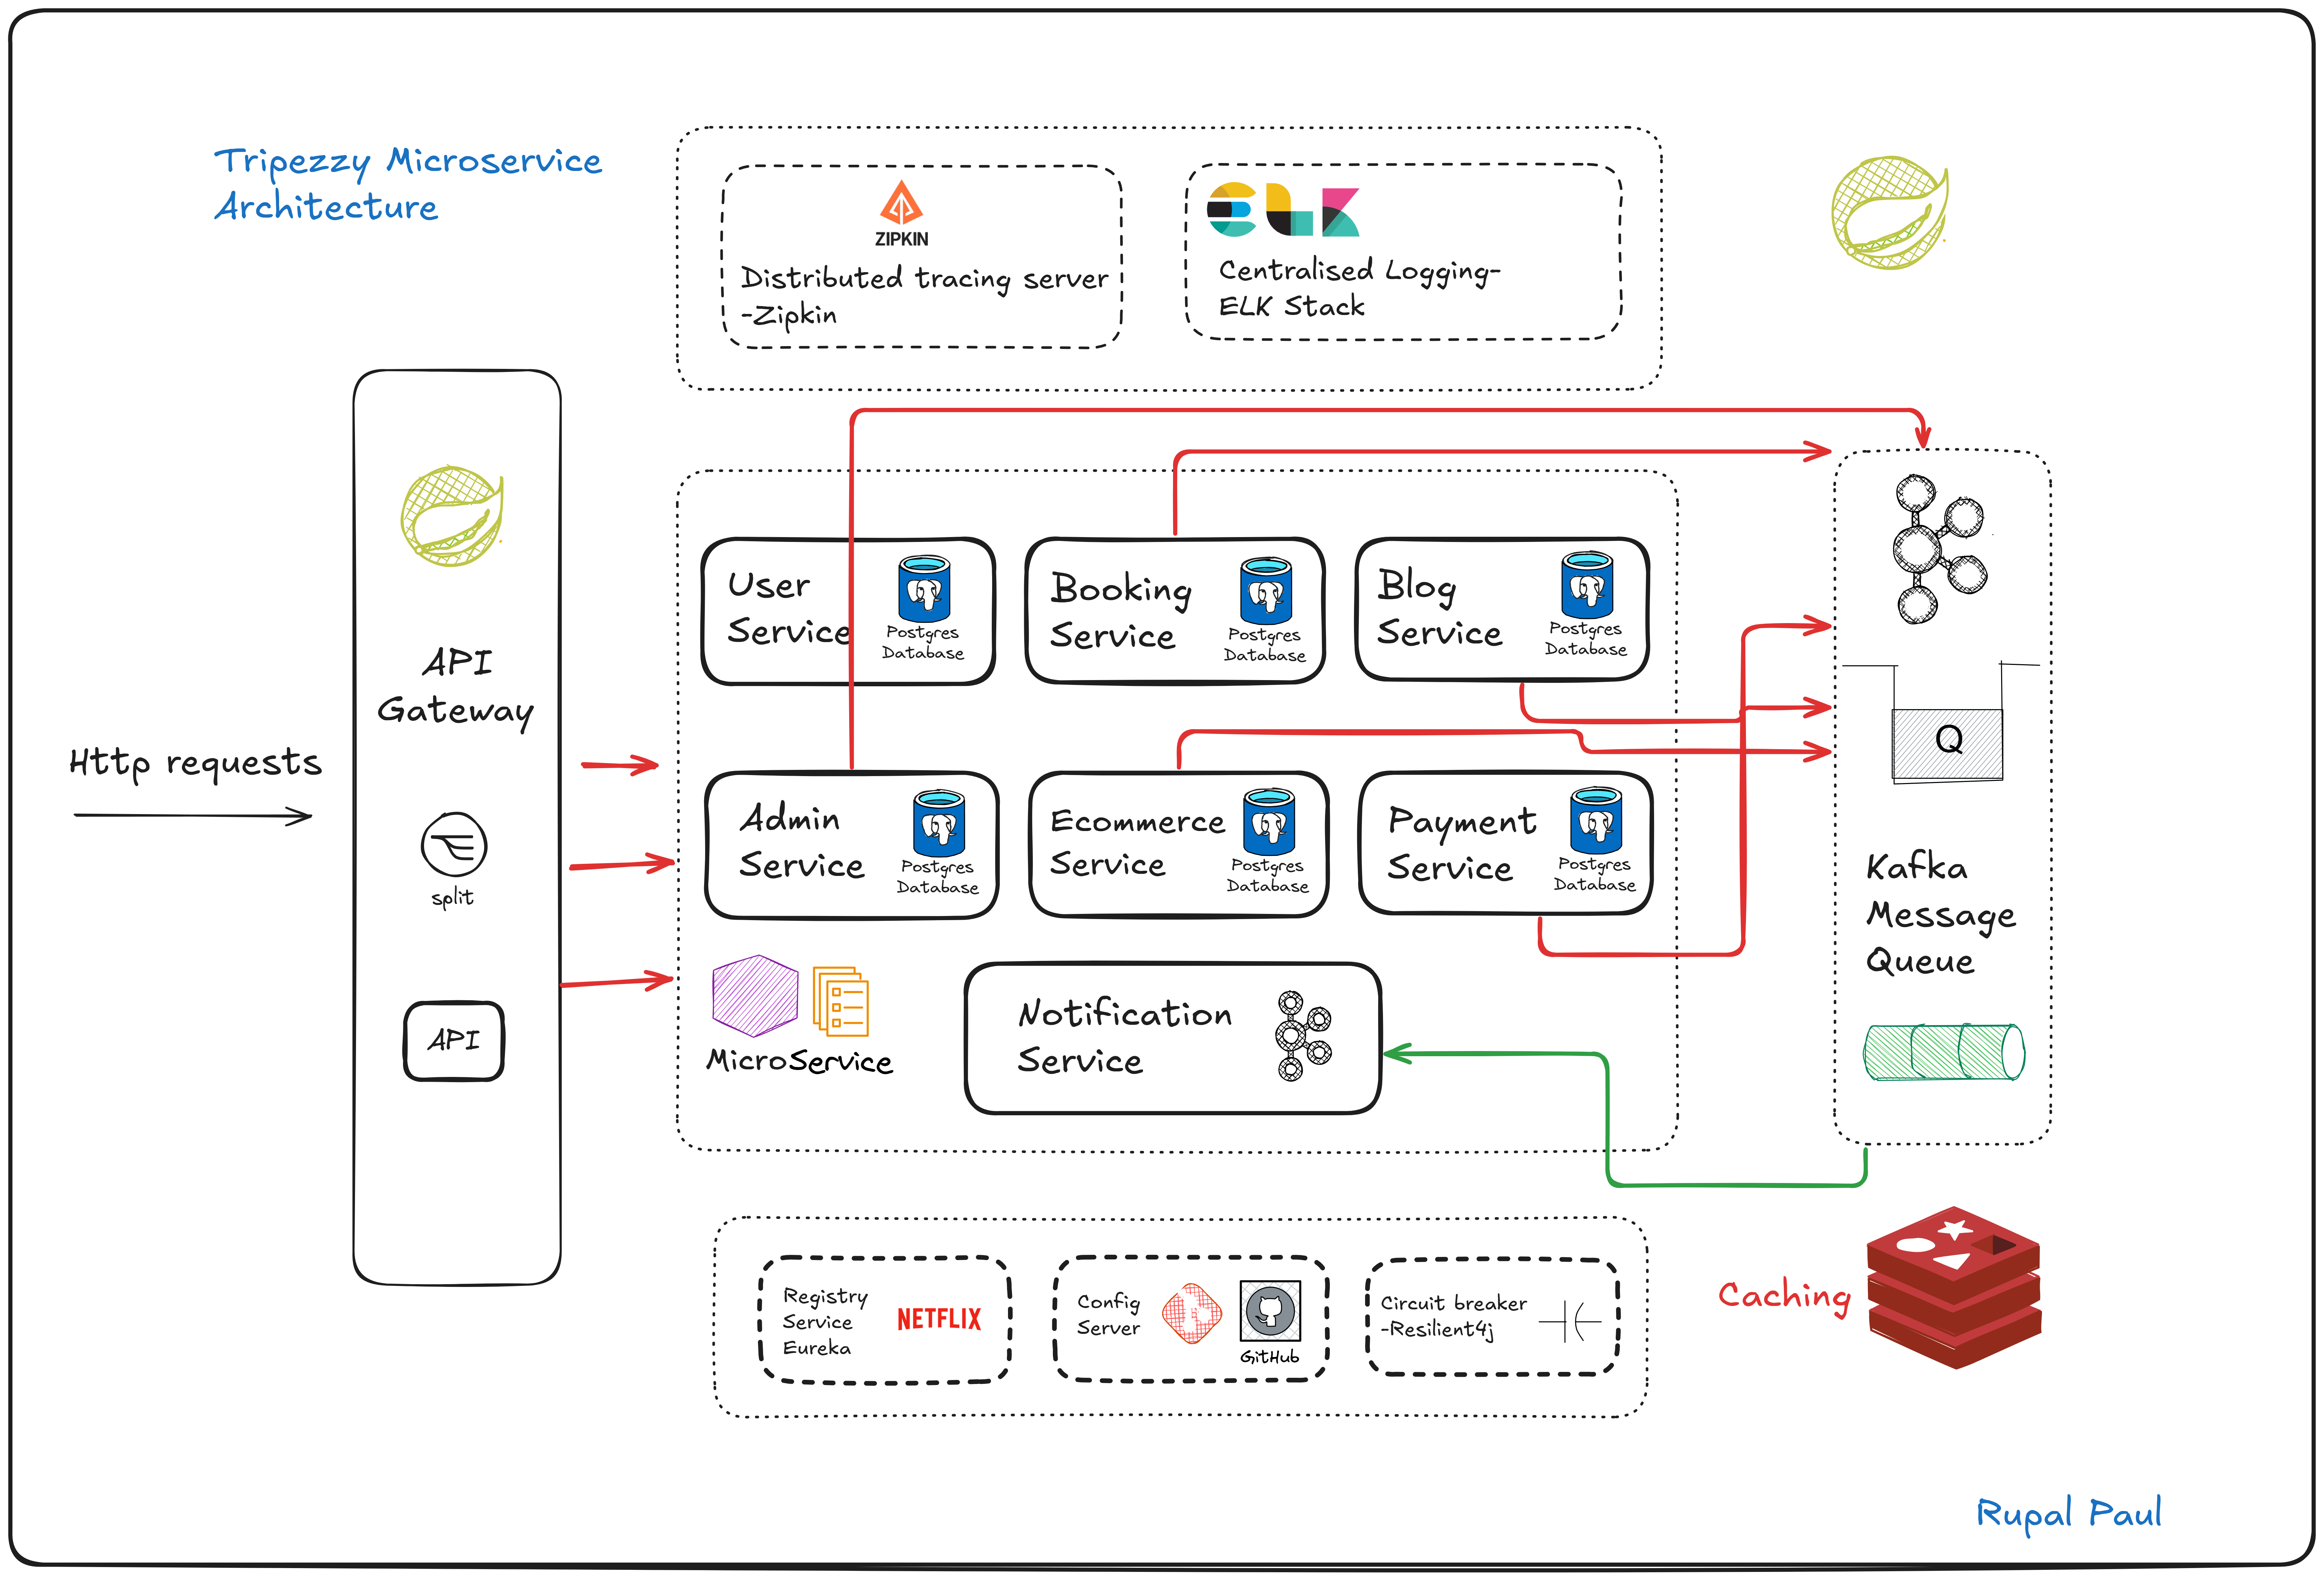 Tripezzy Microservice
Architecture
ZIPKIN
Distributed tracing server
-Zipkin
ELK
Centralised Logging-
ELK Stack
Http requests
API
Gateway
split
API
User
Service
Postgres
Database
Booking
Service
Postgres
Database
Blog
Service
Postgres
Database
Admin
Service
Postgres
Database
Ecommerce
Service
Postgres
Database
Payment
Service
Postgres
Database
MicroService
Notification
Service
Q
Kafka
Message
Queue
Registry
Service
Eureka
NETFLIX
Config
Server
GitHub
Circuit breaker
-Resilient4j
Caching
Rupal Paul